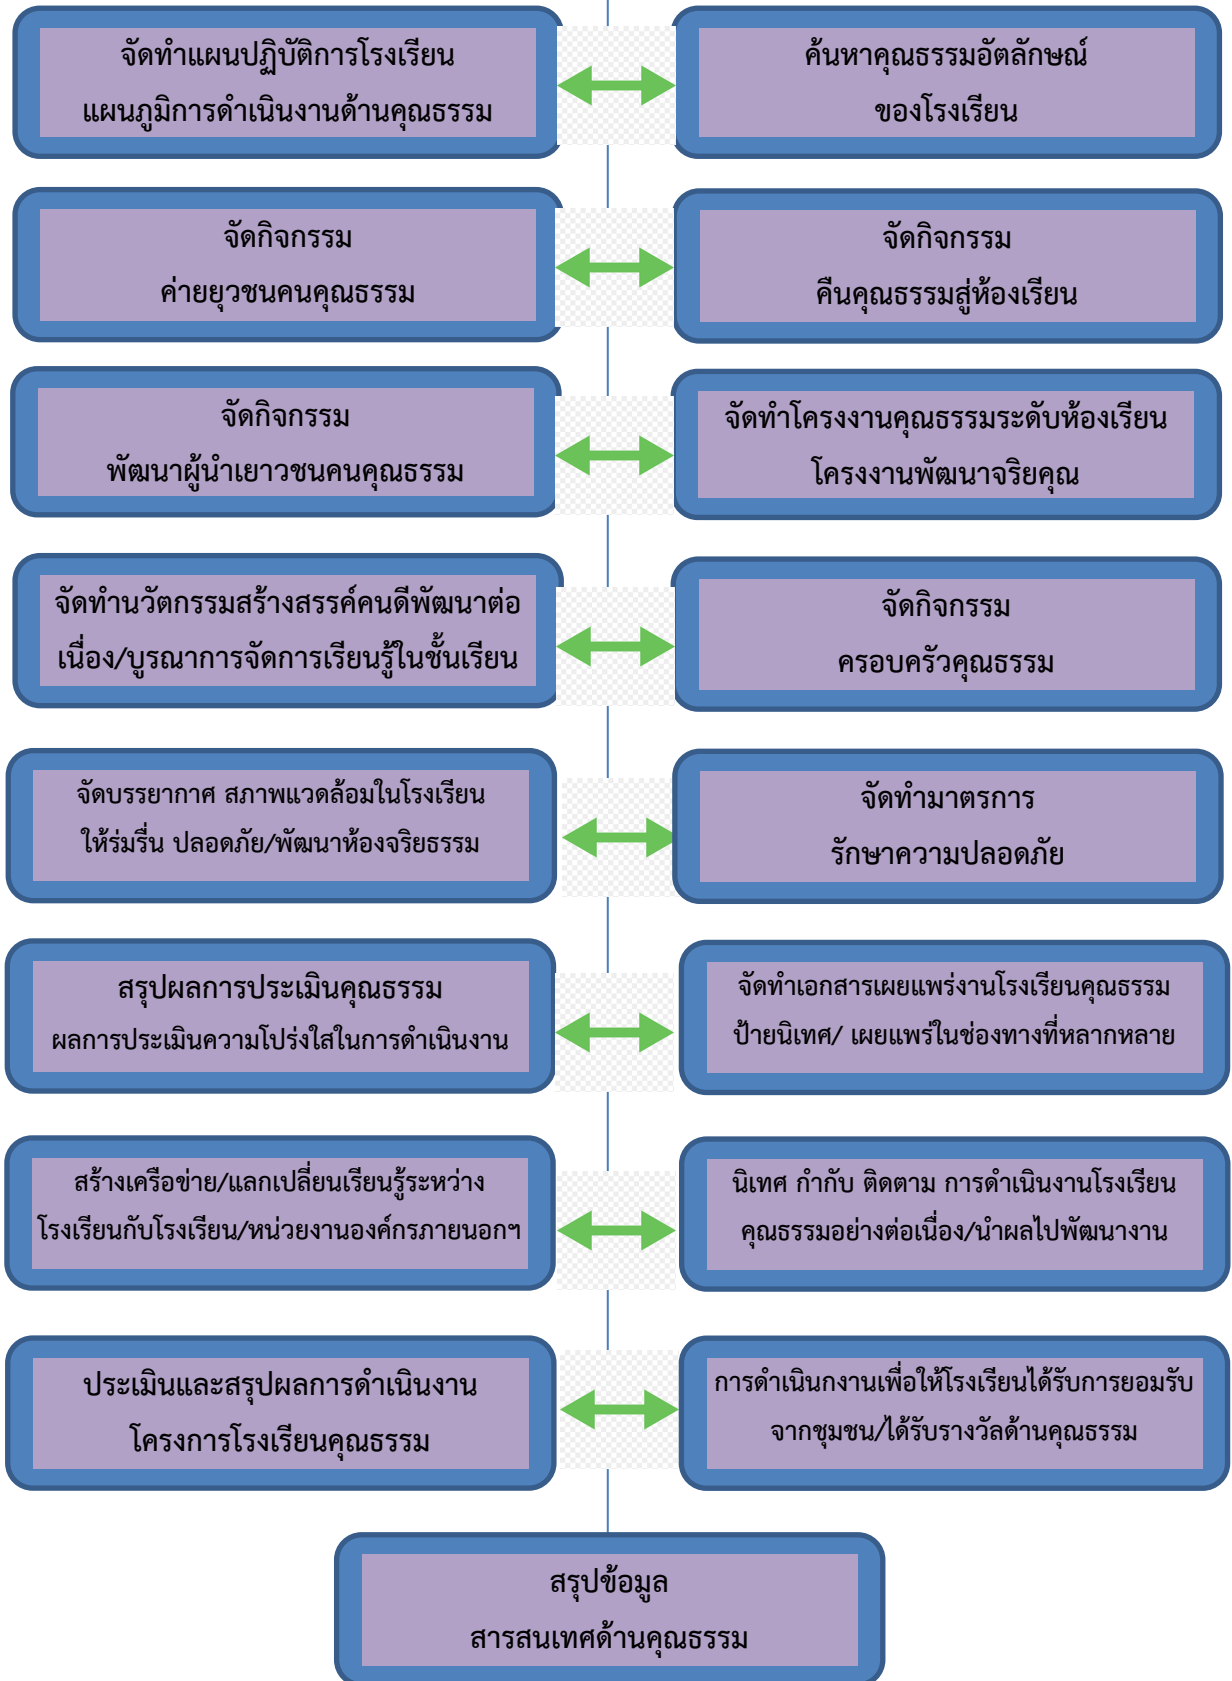 จัดทำแผนปฏิบัติการโรงเรียน
แผนภูมิการดำเนินงานด้านคุณธรรม
ค้นหาคุณธรรมอัตลักษณ์
ของโรงเรียน
จัดกิจกรรม
ค่ายยุวชนคนคุณธรรม
จัดกิจกรรม
คืนคุณธรรมสู่ห้องเรียน
จัดกิจกรรม
พัฒนาผู้นำเยาวชนคนคุณธรรม
จัดทำโครงงานคุณธรรมระดับห้องเรียน
โครงงานพัฒนาจริยคุณ
จัดทำนวัตกรรมสร้างสรรค์คนดีพัฒนาต่อ
เนื่อง/บูรณาการจัดการเรียนรู้ในชั้นเรียน
จัดกิจกรรม
ครอบครัวคุณธรรม
จัดบรรยากาศ สภาพแวดล้อมในโรงเรียน
ให้ร่มรื่น ปลอดภัย/พัฒนาห้องจริยธรรม
จัดทำมาตรการ
รักษาความปลอดภัย
สรุปผลการประเมินคุณธรรม
ผลการประเมินความโปร่งใสในการดำเนินงาน
จัดทำเอกสารเผยแพร่งานโรงเรียนคุณธรรม
ป้ายนิเทศ/ เผยแพร่ในช่องทางที่หลากหลาย
สร้างเครือข่าย/แลกเปลี่ยนเรียนรู้ระหว่าง
โรงเรียนกับโรงเรียน/หน่วยงานองค์กรภายนอกฯ
นิเทศ กำกับ ติดตาม การดำเนินงานโรงเรียน
คุณธรรมอย่างต่อเนื่อง/นำผลไปพัฒนางาน
ประเมินและสรุปผลการดำเนินงาน
โครงการโรงเรียนคุณธรรม
การดำเนินกงานเพื่อให้โรงเรียนได้รับการยอมรับ
จากชุมชน/ได้รับรางวัลด้านคุณธรรม
สรุปข้อมูล
สารสนเทศด้านคุณธรรม